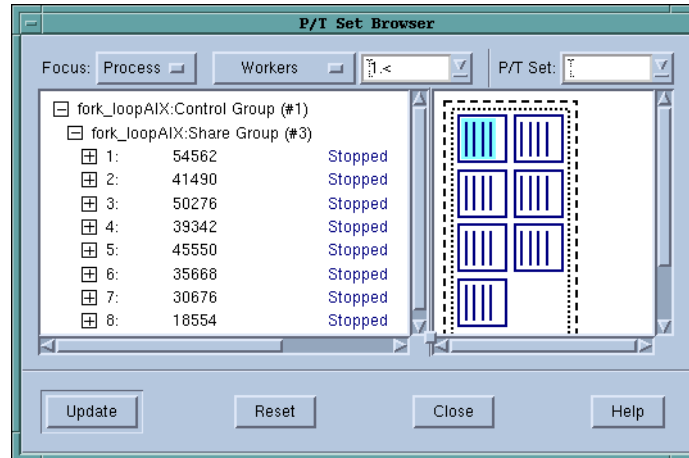 P/T Set Browser
Focus: Process Workers 1.< P/T Set: [
fork_loopAIX:Control Group (#1)
fork_loopAIX:Share Group (#3)
1: 54562 Stopped
2: 41490 Stopped
3: 50276 Stopped
4: 39342 Stopped
5: 45550 Stopped
6: 35668 Stopped
7: 30676 Stopped
8: 18554 Stopped
Update Reset Close Help